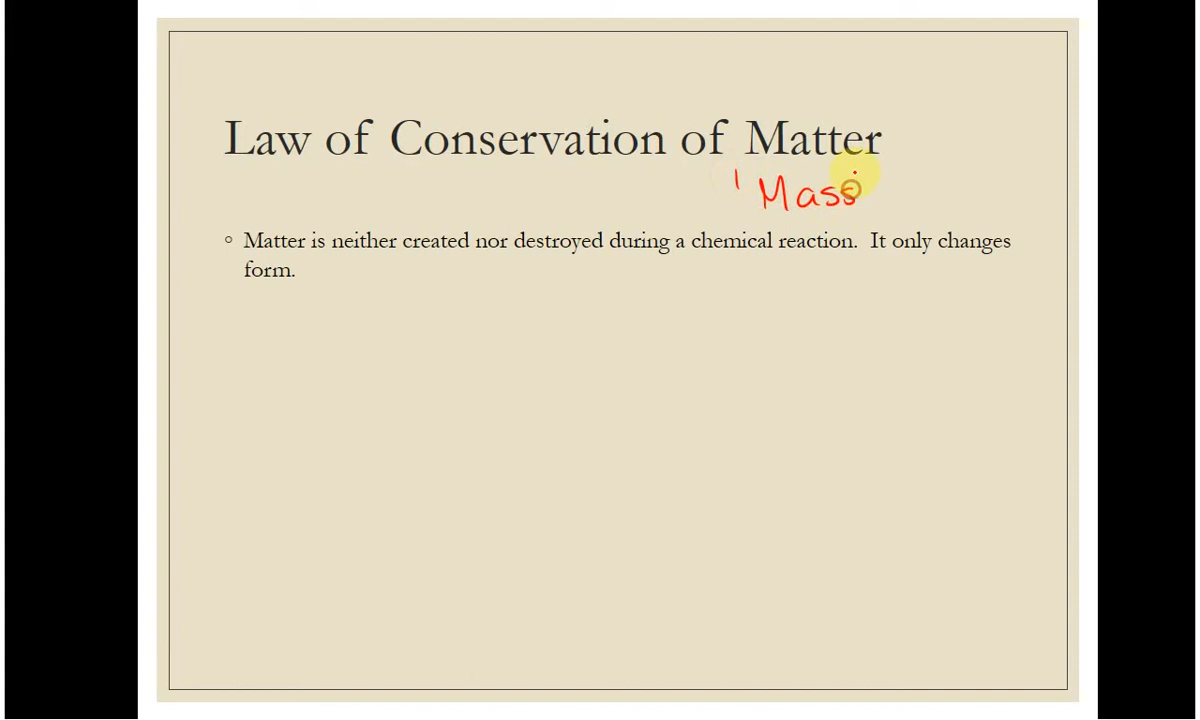 Law of Conservation of Matter
Mass
Matter is neither created nor destroyed during a chemical reaction.  It only changes
form.